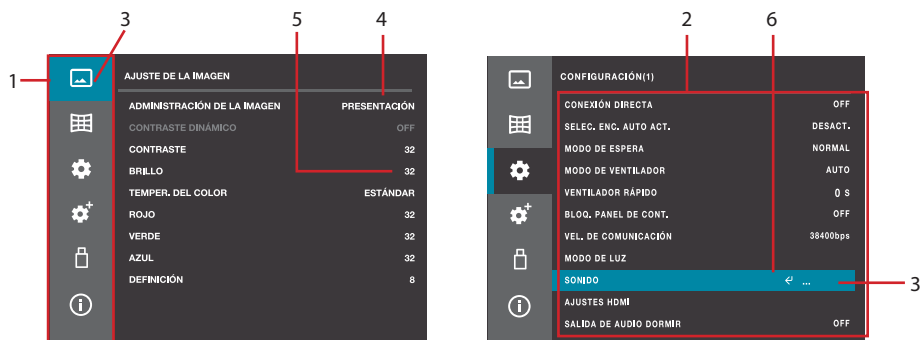 3 5 4
1
AJUSTE DE LA IMAGEN
ADMINISTRACIÓN DE LA IMAGEN PRESENTACIÓN
CONTRASTE DINÁMICO OFF
CONTRASTE 32
BRILLO 32
TEMPER. DEL COLOR ESTÁNDAR
ROJO 32
VERDE 32
AZUL 32
DEFINICIÓN 8
2 6
CONFIGURACIÓN(1)
CONEXIÓN DIRECTA OFF
SELEC. ENC. AUTO ACT. DESACT.
MODO DE ESPERA NORMAL
MODO DE VENTILADOR AUTO
VENTILADOR RÁPIDO 0 S
BLOQ. PANEL DE CONT. OFF
VEL. DE COMUNICACIÓN 38400bps
MODO DE LUZ
SONIDO ...
3
AJUSTES HDMI
SALIDA DE AUDIO DORMIR OFF